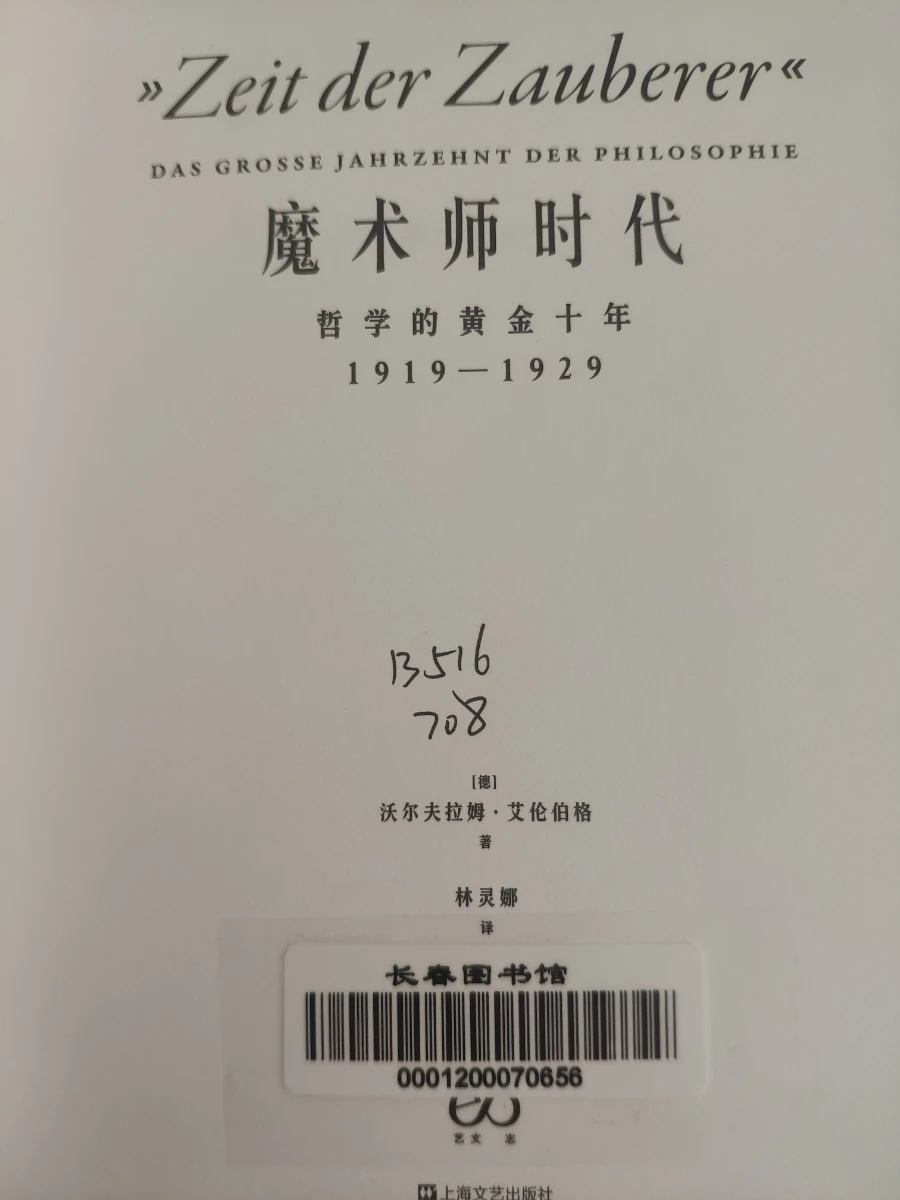 »Zeit der Zauberer«
DAS GROSSE JAHRZEHNT DER PHILOSOPHIE
魔术师时代
哲学的黄金十年
1919—1929
B516
708
[德]
沃尔夫拉姆·艾伦伯格
著
林灵娜
译
长春图书馆
0001200070656
艺文志
上海文艺出版社